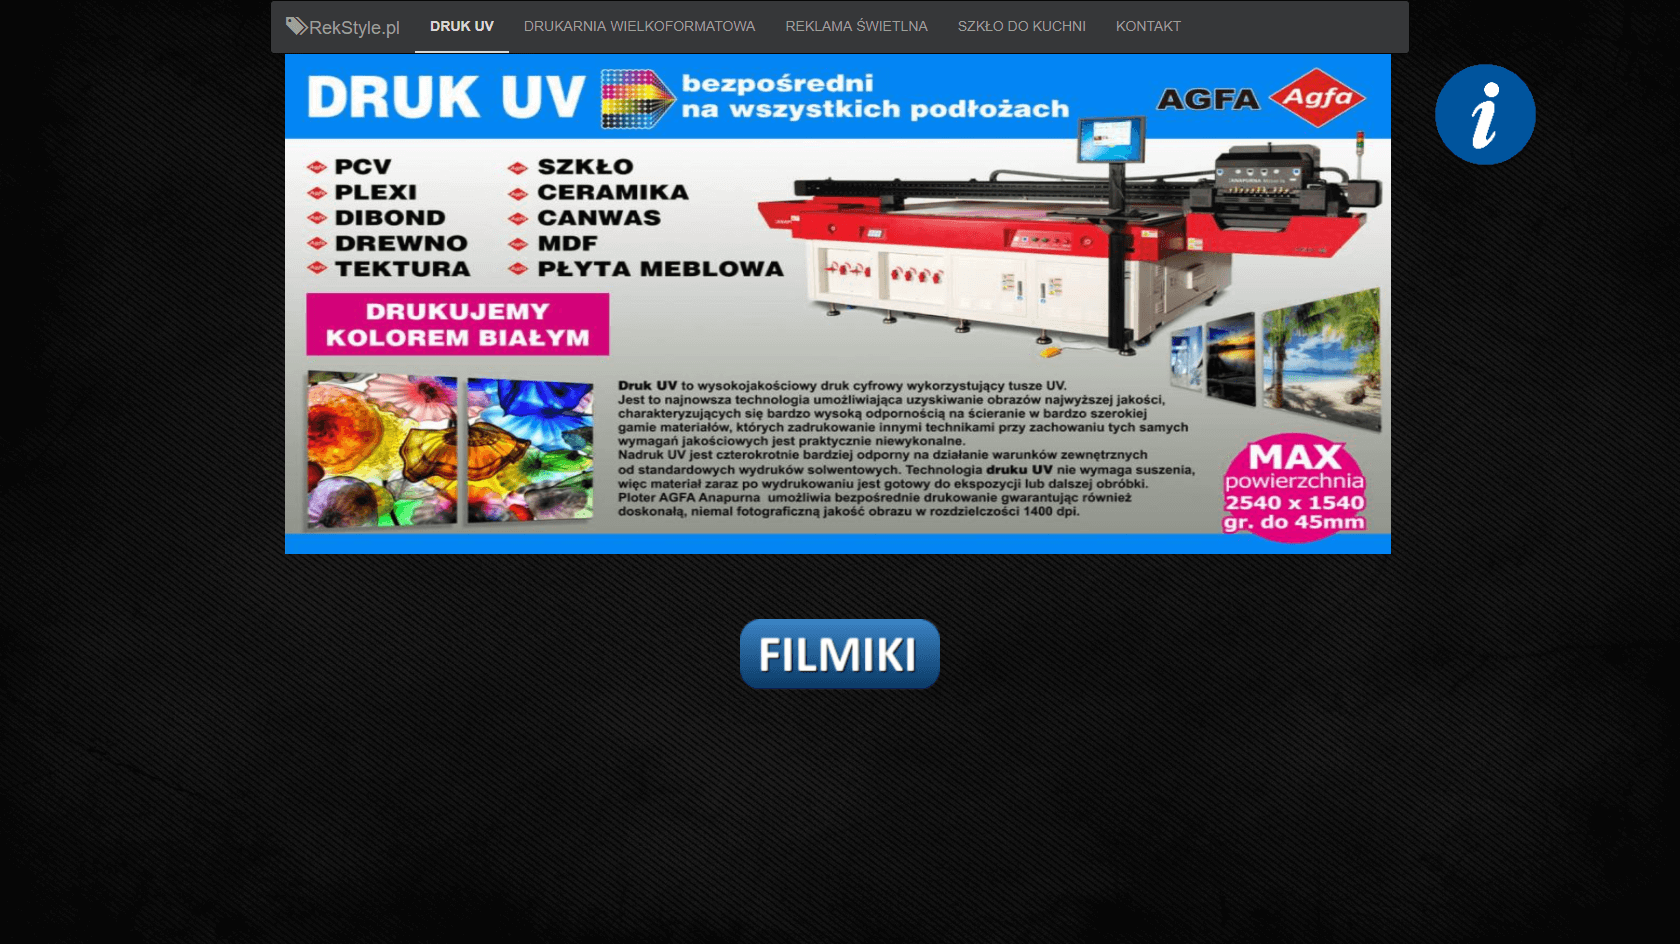 RekStyle.pl
DRUK UV
DRUKARNIA WIELKOFORMATOWA
REKLAMA ŚWIETLNA
SZKŁO DO KUCHNI
KONTAKT
DRUK UV
bezpośredni
na wszystkich podłożach
AGFA
Agfa
i
PCV
PLEXI
DIBOND
DREWNO
TEKTURA
SZKŁO
CERAMIKA
CANWAS
MDF
PŁYTA MEBLOWA
DRUKUJEMY
KOLOREM BIAŁYM
Druk UV to wysokojakościowy druk cyfrowy wykorzystujący tusze UV.
Jest to najnowsza technologia umożliwiająca uzyskiwanie obrazów najwyższej jakości,
charakteryzujących się bardzo wysoką odpornością na ścieranie w bardzo szerokiej
gamie materiałów, których zadrukowanie innymi technikami przy zachowaniu tych samych
wymagań jakościowych jest praktycznie niewykonalne.
Nadruk UV jest czterokrotnie bardziej odporny na działanie warunków zewnętrznych
od standardowych wydruków solwentowych. Technologia druku UV nie wymaga suszenia,
więc materiał zaraz po wydrukowaniu jest gotowy do ekspozycji lub dalszej obróbki.
Ploter AGFA Anapurna umożliwia bezpośrednie drukowanie gwarantując również
doskonałą, niemal fotograficzną jakość obrazu w rozdzielczości 1400 dpi.
MAX
powierzchnia
2540 x 1540
gr. do 45mm
FILMIKI